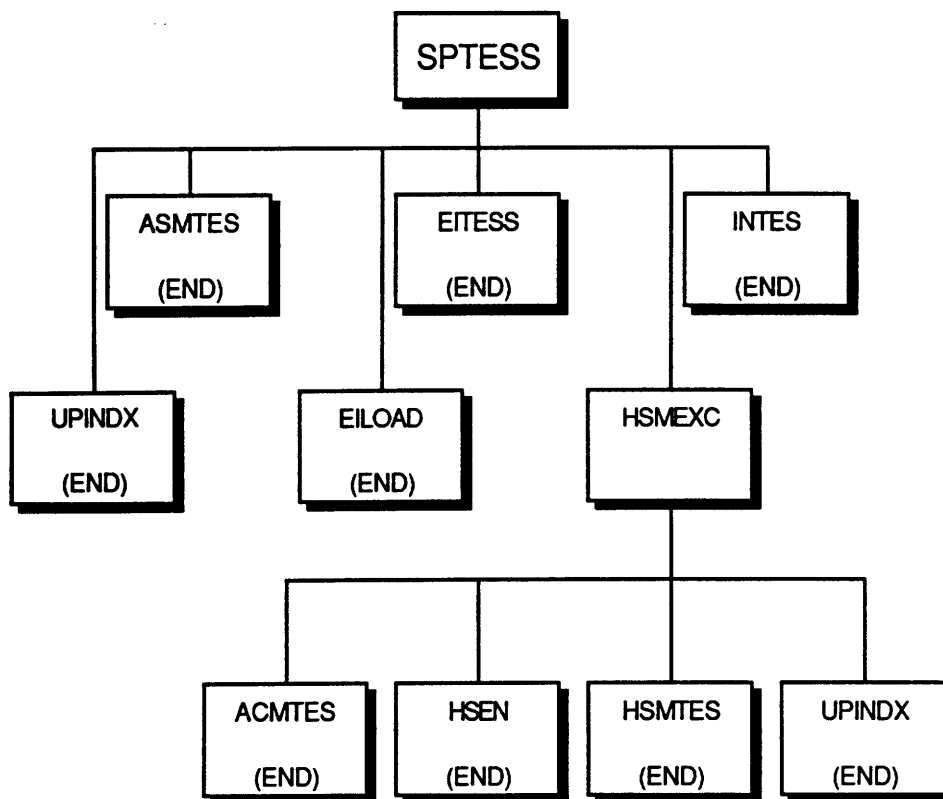 SPTESS
ASMTES
(END)
EITESS
(END)
INTES
(END)
UPINDX
(END)
EILOAD
(END)
HSMEXC
ACMTES
(END)
HSEN
(END)
HSMTES
(END)
UPINDX
(END)